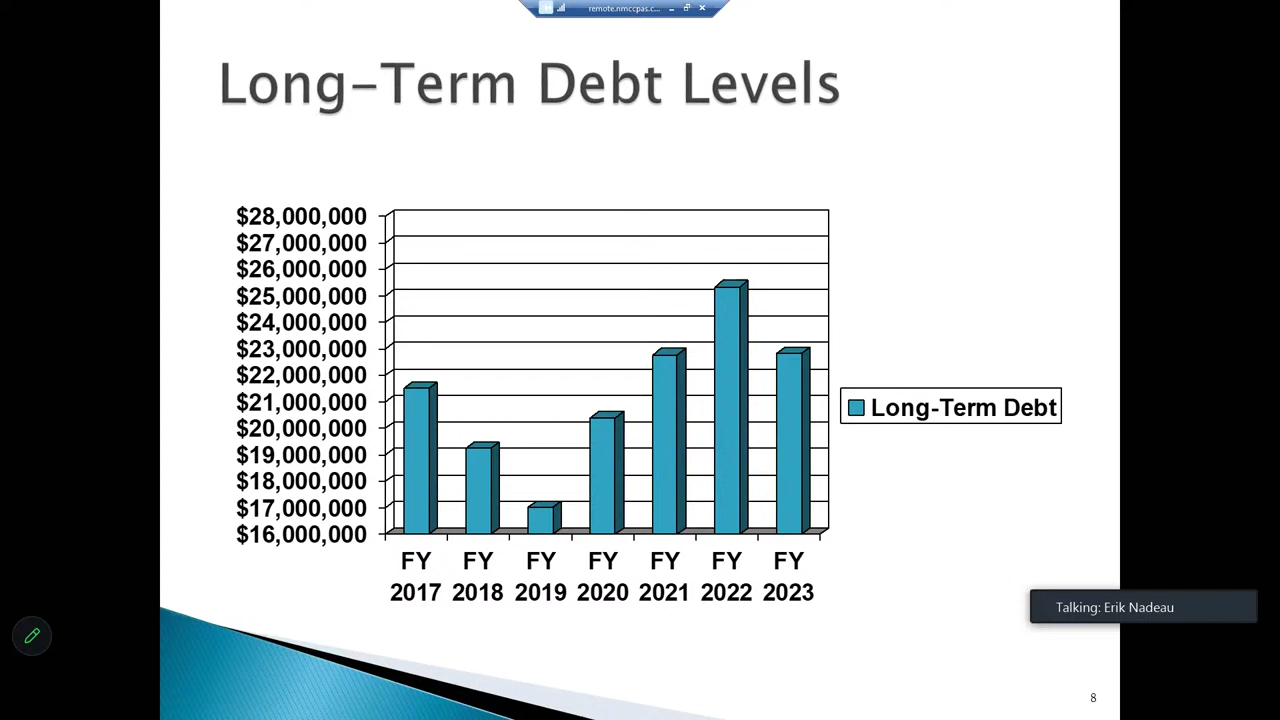 remote.nmccpas.c...
Long-Term Debt Levels
$28,000,000
$27,000,000
$26,000,000
$25,000,000
$24,000,000
$23,000,000
$22,000,000
$21,000,000
$20,000,000
$19,000,000
$18,000,000
$17,000,000
$16,000,000
FY 2017
FY 2018
FY 2019
FY 2020
FY 2021
FY 2022
FY 2023
Long-Term Debt
Talking: Erik Nadeau
8